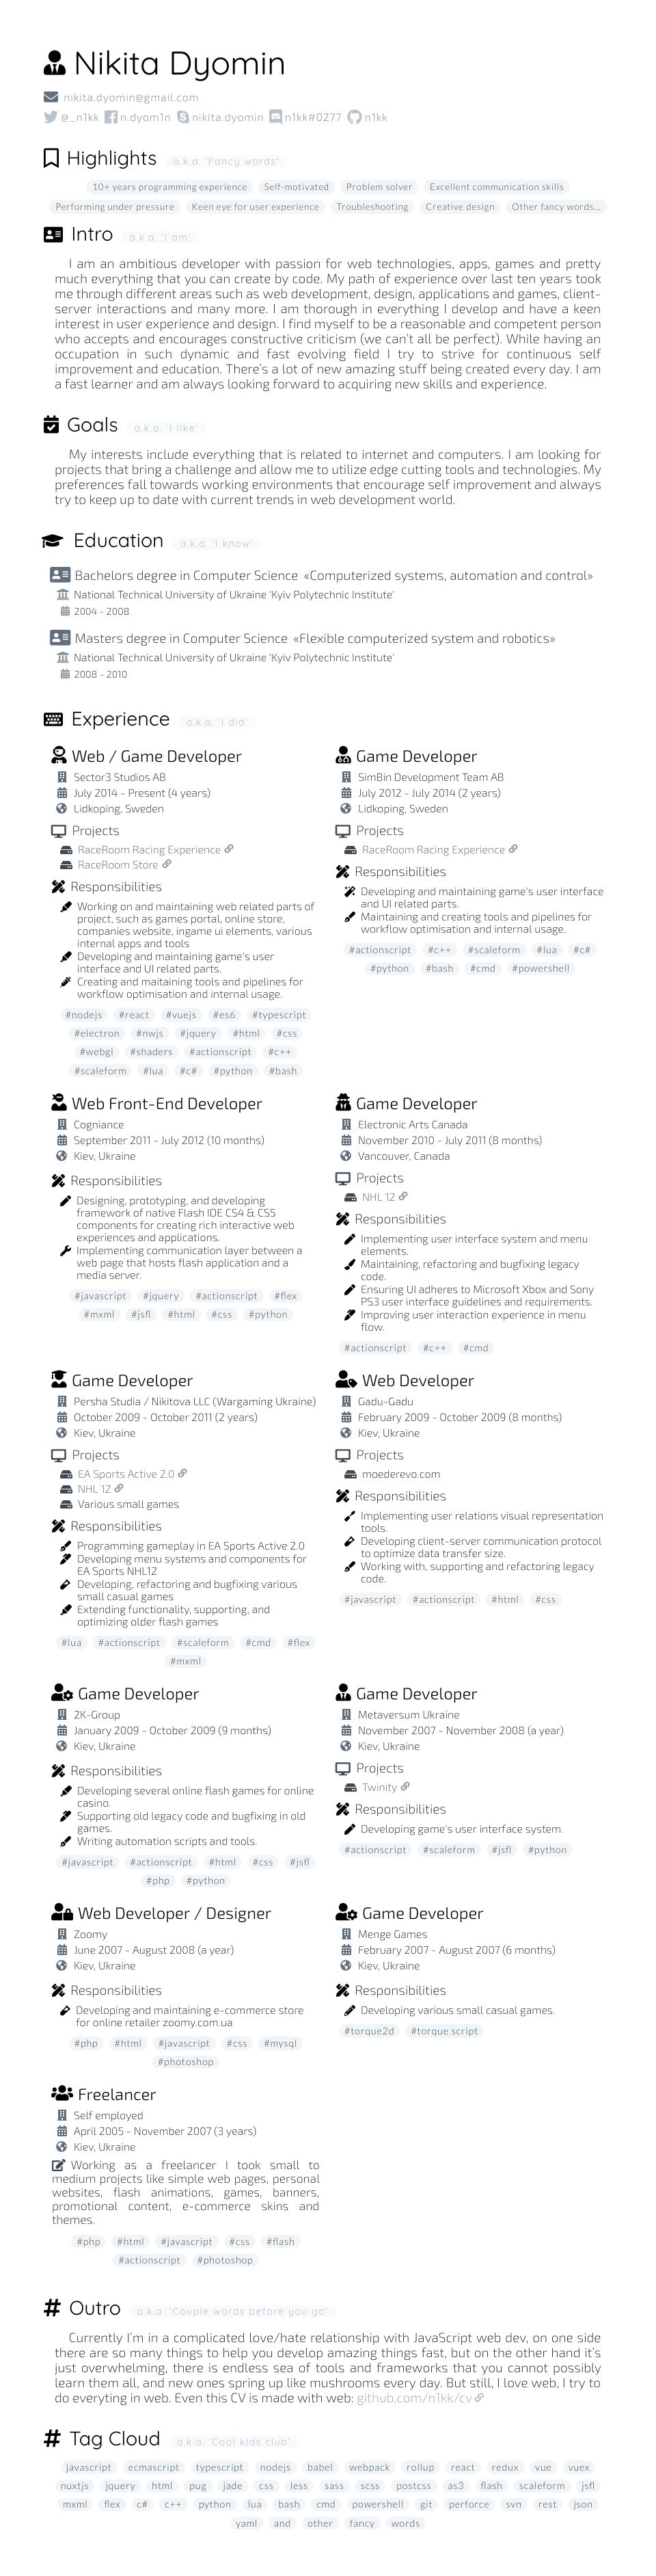 Nikita Dyomin
nikita.dyomin@gmail.com
@_n1kk n.dyom1n nikita.dyomin n1kk#0277 n1kk
Highlights a.k.a. 'Fancy words'
10+ years programming experience Self-motivated Problem solver Excellent communication skills
Performing under pressure Keen eye for user experience Troubleshooting Creative design Other fancy words...
Intro a.k.a. 'I am'
I am an ambitious developer with passion for web technologies, apps, games and pretty
much everything that you can create by code. My path of experience over last ten years took
me through different areas such as web development, design, applications and games, client-
server interactions and many more. I am thorough in everything I develop and have a keen
interest in user experience and design. I find myself to be a reasonable and competent person
who accepts and encourages constructive criticism (we can't all be perfect). While having an
occupation in such dynamic and fast evolving field I try to strive for continuous self
improvement and education. There's a lot of new amazing stuff being created every day. I am
a fast learner and am always looking forward to acquiring new skills and experience.
Goals a.k.a. 'I like'
My interests include everything that is related to internet and computers. I am looking for
projects that bring a challenge and allow me to utilize edge cutting tools and technologies. My
preferences fall towards working environments that encourage self improvement and always
try to keep up to date with current trends in web development world.
Education a.k.a. 'I know'
Bachelors degree in Computer Science «Computerized systems, automation and control»
National Technical University of Ukraine 'Kyiv Polytechnic Institute'
2004 - 2008
Masters degree in Computer Science «Flexible computerized system and robotics»
National Technical University of Ukraine 'Kyiv Polytechnic Institute'
2008 - 2010
Experience a.k.a. 'I did'
Web / Game Developer
Sector3 Studios AB
July 2014 - Present (4 years)
Lidkoping, Sweden
Projects
RaceRoom Racing Experience
RaceRoom Store
Responsibilities
Working on and maintaining web related parts of
project, such as games portal, online store,
companies website, ingame ui elements, various
internal apps and tools
Developing and maintaining game's user
interface and UI related parts.
Creating and maitaining tools and pipelines for
workflow optimisation and internal usage.
#nodejs #react #vuejs #es6 #typescript
#electron #nwjs #jquery #html #css
#webgl #shaders #actionscript #c++
#scaleform #lua #c# #python #bash
Game Developer
SimBin Development Team AB
July 2012 - July 2014 (2 years)
Lidkoping, Sweden
Projects
RaceRoom Racing Experience
Responsibilities
Developing and maintaining game's user interface
and UI related parts.
Maintaining and creating tools and pipelines for
workflow optimisation and internal usage.
#actionscript #c++ #scaleform #lua #c#
#python #bash #cmd #powershell
Web Front-End Developer
Cogniance
September 2011 - July 2012 (10 months)
Kiev, Ukraine
Responsibilities
Designing, prototyping, and developing
framework of native Flash IDE CS4 & CS5
components for creating rich interactive web
experiences and applications.
Implementing communication layer between a
web page that hosts flash application and a
media server.
#javascript #jquery #actionscript #flex
#mxml #jsfl #html #css #python
Game Developer
Electronic Arts Canada
November 2010 - July 2011 (8 months)
Vancouver, Canada
Projects
NHL 12
Responsibilities
Implementing user interface system and menu
elements.
Maintaining, refactoring and bugfixing legacy
code.
Ensuring UI adheres to Microsoft Xbox and Sony
PS3 user interface guidelines and requirements.
Improving user interaction experience in menu
flow.
#actionscript #c++ #cmd
Game Developer
Persha Studia / Nikitova LLC (Wargaming Ukraine)
October 2009 - October 2011 (2 years)
Kiev, Ukraine
Projects
EA Sports Active 2.0
NHL 12
Various small games
Responsibilities
Programming gameplay in EA Sports Active 2.0
Developing menu systems and components for
EA Sports NHL12
Developing, refactoring and bugfixing various
small casual games
Extending functionality, supporting, and
optimizing older flash games
#lua #actionscript #scaleform #cmd #flex
#mxml
Web Developer
Gadu-Gadu
February 2009 - October 2009 (8 months)
Kiev, Ukraine
Projects
moederevo.com
Responsibilities
Implementing user relations visual representation
tools.
Developing client-server communication protocol
to optimize data transfer size.
Working with, supporting and refactoring legacy
code.
#javascript #actionscript #html #css
Game Developer
2K-Group
January 2009 - October 2009 (9 months)
Kiev, Ukraine
Responsibilities
Developing several online flash games for online
casino.
Supporting old legacy code and bugfixing in old
games.
Writing automation scripts and tools.
#javascript #actionscript #html #css #jsfl
#php #python
Game Developer
Metaversum Ukraine
November 2007 - November 2008 (a year)
Kiev, Ukraine
Projects
Twinity
Responsibilities
Developing game's user interface system.
#actionscript #scaleform #jsfl #python
Web Developer / Designer
Zoomy
June 2007 - August 2008 (a year)
Kiev, Ukraine
Responsibilities
Developing and maintaining e-commerce store
for online retailer zoomy.com.ua
#php #html #javascript #css #mysql
#photoshop
Game Developer
Menge Games
February 2007 - August 2007 (6 months)
Kiev, Ukraine
Responsibilities
Developing various small casual games.
#torque2d #torque script
Freelancer
Self employed
April 2005 - November 2007 (3 years)
Kiev, Ukraine
Working as a freelancer I took small to
medium projects like simple web pages, personal
websites, flash animations, games, banners,
promotional content, e-commerce skins and
themes.
#php #html #javascript #css #flash
#actionscript #photoshop
Outro a.k.a. 'Couple words before you go'
Currently I'm in a complicated love/hate relationship with JavaScript web dev, on one side
there are so many things to help you develop amazing things fast, but on the other hand it's
just overwhelming, there is endless sea of tools and frameworks that you cannot possibly
learn them all, and new ones spring up like mushrooms every day. But still, I love web, I try to
do everyting in web. Even this CV is made with web: github.com/n1kk/cv
Tag Cloud a.k.a. 'Cool kids club'
javascript ecmascript typescript nodejs babel webpack rollup react redux vue vuex
nuxtjs jquery html pug jade css less sass scss postcss as3 flash scaleform jsfl
mxml flex c# c++ python lua bash cmd powershell git perforce svn rest json
yaml and other fancy words